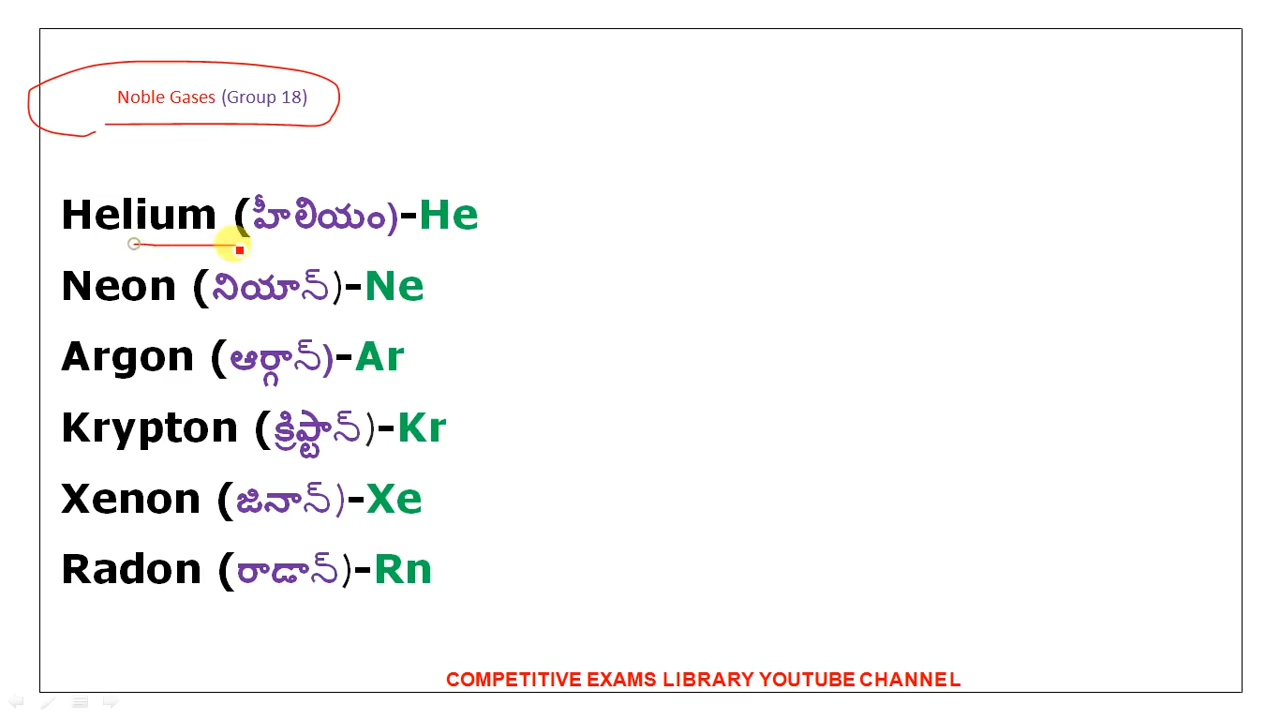 Noble Gases (Group 18)
Helium (హీలియం)-He
Neon (నియాన్)-Ne
Argon (ఆర్గాన్)-Ar
Krypton (క్రిప్టాన్)-Kr
Xenon (జినాన్)-Xe
Radon (రాడాన్)-Rn
COMPETITIVE EXAMS LIBRARY YOUTUBE CHANNEL